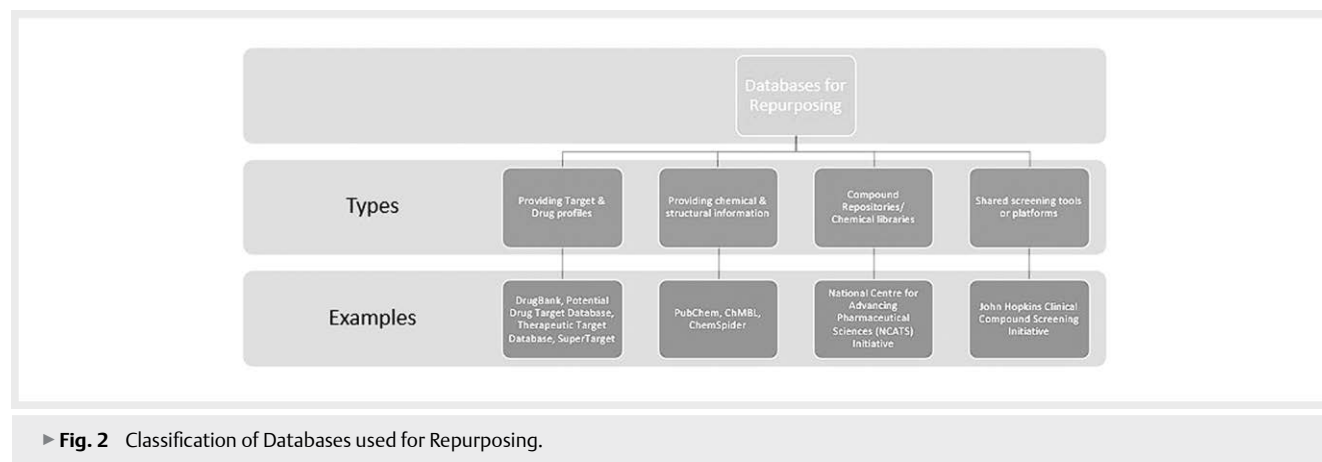 Databases for
Repurposing
Types
Providing Target &
Drug profiles
Providing chemical &
structural information
Compound
Repositories/
Chemical libraries
Shared screening tools
or platforms
Examples
DrugBank, Potential
Drug Target Database,
Therapeutic Target
Database, SuperTarget
PubChem, ChMBL,
ChemSpider
National Centre for
Advancing
Pharmaceutical
Sciences (NCATS)
Initiative
John Hopkins Clinical
Compound Screening
Initiative
▶ Fig. 2 Classification of Databases used for Repurposing.